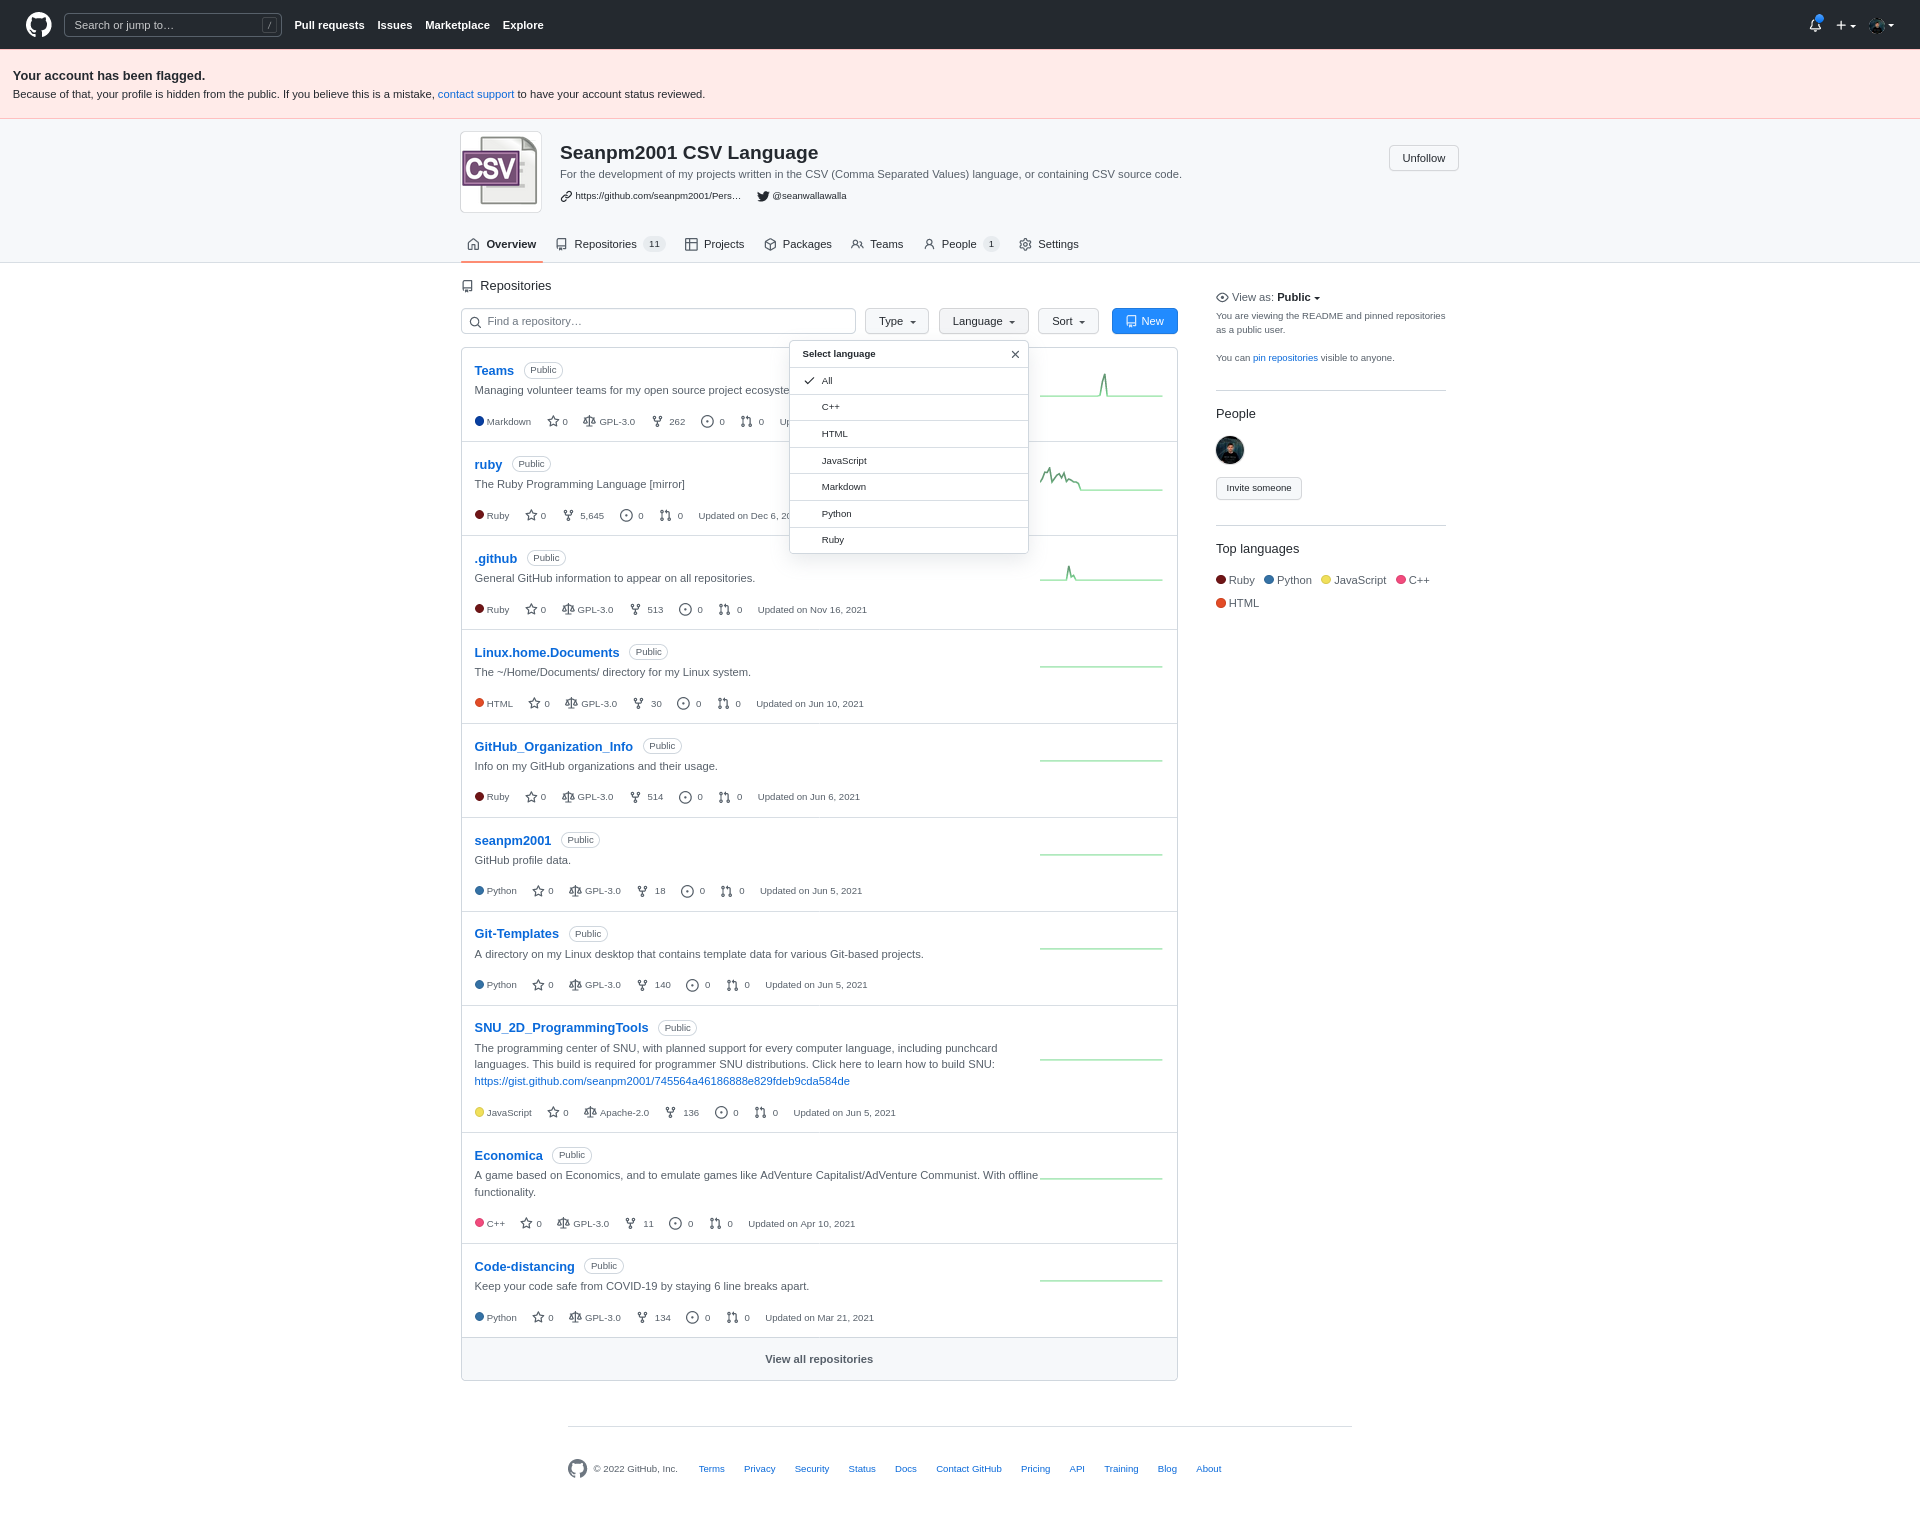 Search or jump to…
/
Pull requests Issues Marketplace Explore
Your account has been flagged.
Because of that, your profile is hidden from the public. If you believe this is a mistake, contact support to have your account status reviewed.
CSV
Seanpm2001 CSV Language
For the development of my projects written in the CSV (Comma Separated Values) language, or containing CSV source code.
https://github.com/seanpm2001/Pers… @seanwallawalla
Unfollow
Overview Repositories 11 Projects Packages Teams People 1 Settings
Repositories
Find a repository…
Type Language Sort New
Select language
All
C++
HTML
JavaScript
Markdown
Python
Ruby
Teams Public
Managing volunteer teams for my open source project ecosyste
Markdown 0 GPL-3.0 262 0 0 Up
ruby Public
The Ruby Programming Language [mirror]
Ruby 0 5,645 0 0 Updated on Dec 6, 20
.github Public
General GitHub information to appear on all repositories.
Ruby 0 GPL-3.0 513 0 0 Updated on Nov 16, 2021
Linux.home.Documents Public
The ~/Home/Documents/ directory for my Linux system.
HTML 0 GPL-3.0 30 0 0 Updated on Jun 10, 2021
GitHub_Organization_Info Public
Info on my GitHub organizations and their usage.
Ruby 0 GPL-3.0 514 0 0 Updated on Jun 6, 2021
seanpm2001 Public
GitHub profile data.
Python 0 GPL-3.0 18 0 0 Updated on Jun 5, 2021
Git-Templates Public
A directory on my Linux desktop that contains template data for various Git-based projects.
Python 0 GPL-3.0 140 0 0 Updated on Jun 5, 2021
SNU_2D_ProgrammingTools Public
The programming center of SNU, with planned support for every computer language, including punchcard
languages. This build is required for programmer SNU distributions. Click here to learn how to build SNU:
https://gist.github.com/seanpm2001/745564a46186888e829fdeb9cda584de
JavaScript 0 Apache-2.0 136 0 0 Updated on Jun 5, 2021
Economica Public
A game based on Economics, and to emulate games like AdVenture Capitalist/AdVenture Communist. With offline
functionality.
C++ 0 GPL-3.0 11 0 0 Updated on Apr 10, 2021
Code-distancing Public
Keep your code safe from COVID-19 by staying 6 line breaks apart.
Python 0 GPL-3.0 134 0 0 Updated on Mar 21, 2021
View all repositories
View as: Public
You are viewing the README and pinned repositories
as a public user.
You can pin repositories visible to anyone.
People
Invite someone
Top languages
Ruby Python JavaScript C++
HTML
© 2022 GitHub, Inc. Terms Privacy Security Status Docs Contact GitHub Pricing API Training Blog About